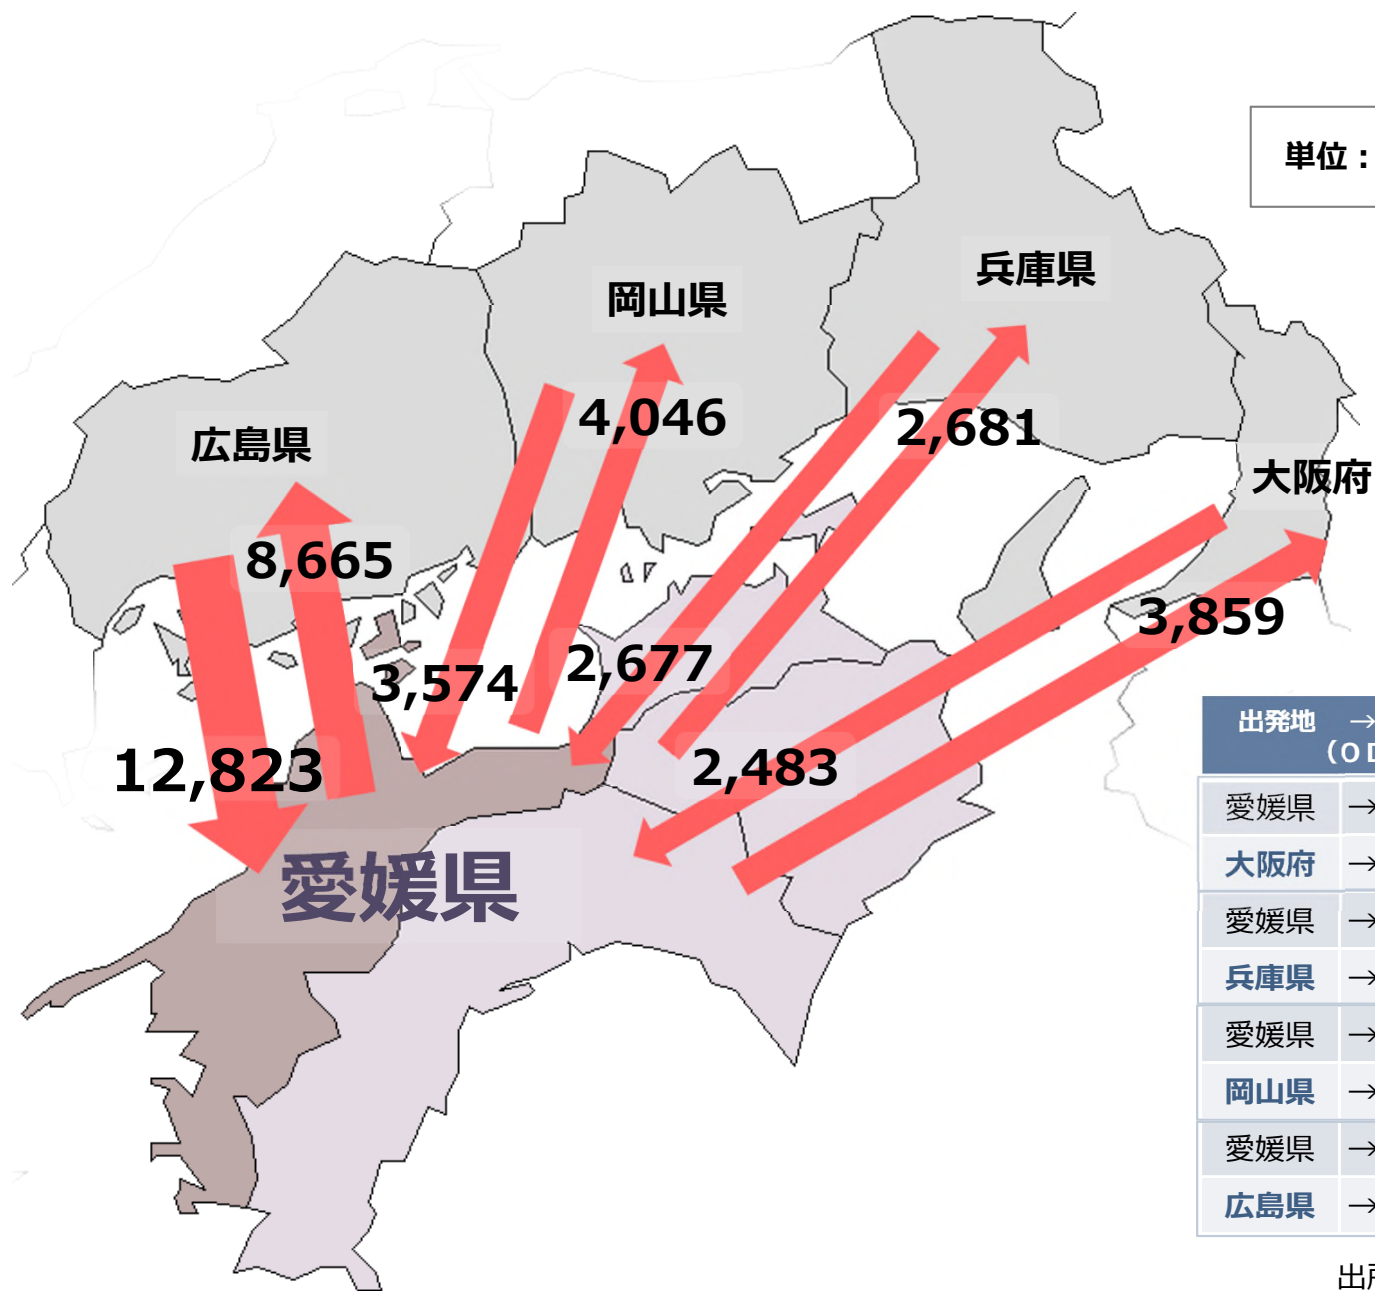 単位：
兵庫県
岡山県
4,046
2,681
広島県
大阪府
8,665
3,859
2,677
3,574
12,823
2,483
愛媛県
出発地 →
（OD
愛媛県 →
大阪府 →
愛媛県 →
兵庫県 →
愛媛県 →
岡山県 →
愛媛県 →
広島県 →
出所